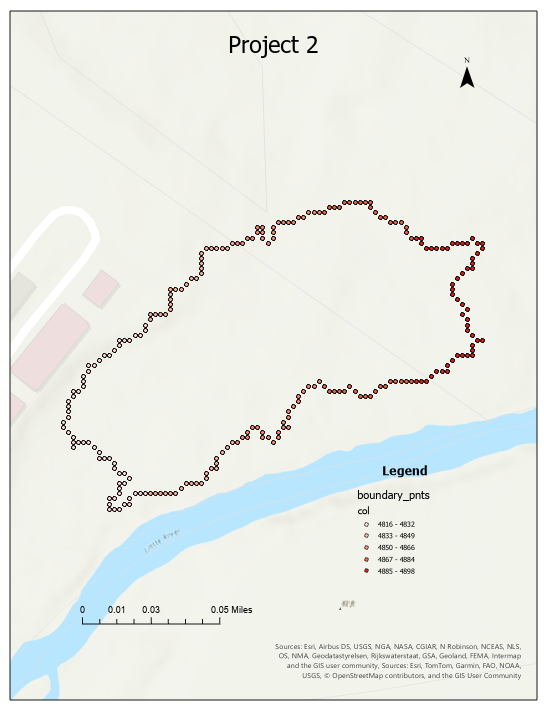 Project 2
N
Legend
boundary_pnts
col
4816 - 4832
4833 - 4849
4850 - 4866
4867 - 4884
4885 - 4898
Little River
0 0.01 0.03 0.05 Miles
Sources: Esri, Airbus DS, USGS, NGA, NASA, CGIAR, N Robinson, NCEAS, NLS,
OS, NMA, Geodatastyrelsen, Rijkswaterstaat, GSA, Geoland, FEMA, Intermap
and the GIS user community, Sources: Esri, TomTom, Garmin, FAO, NOAA,
USGS, © OpenStreetMap contributors, and the GIS User Community